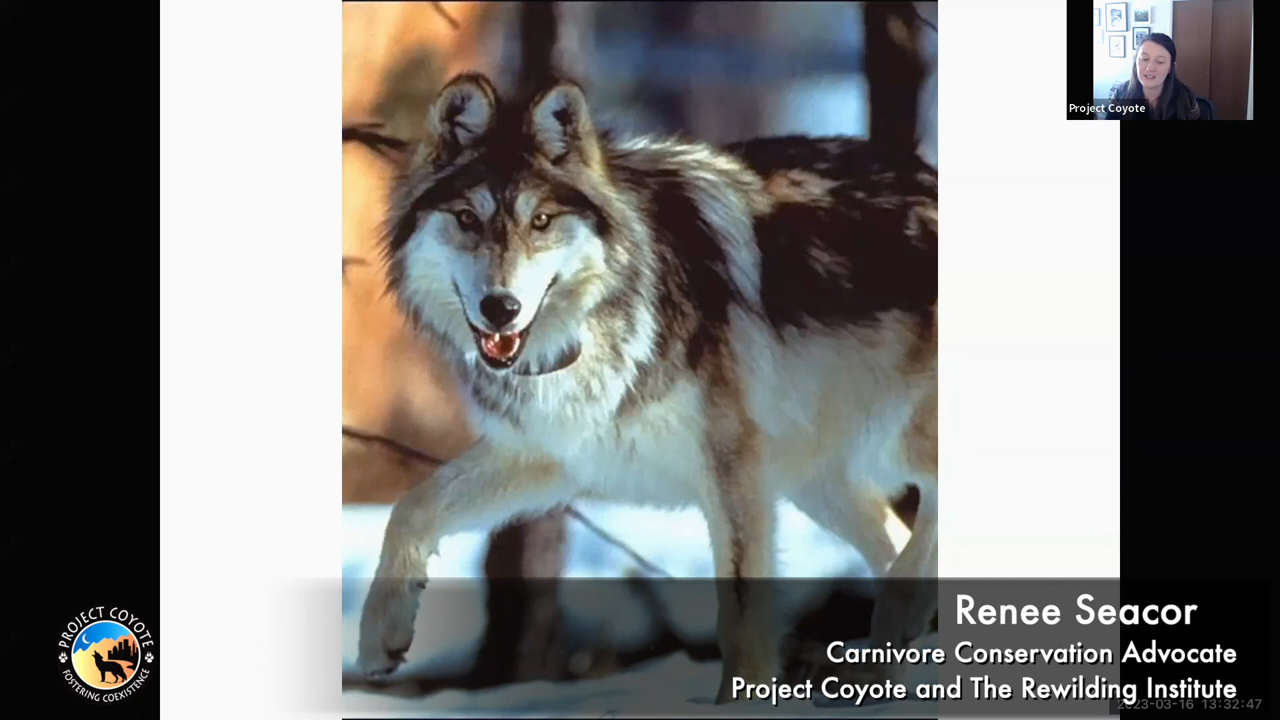 Project Coyote
Renee Seacor
Carnivore Conservation Advocate
Project Coyote and The Rewilding Institute
2023-03-16 13:32:47
PROJECT COYOTE
FOSTERING COEXISTENCE